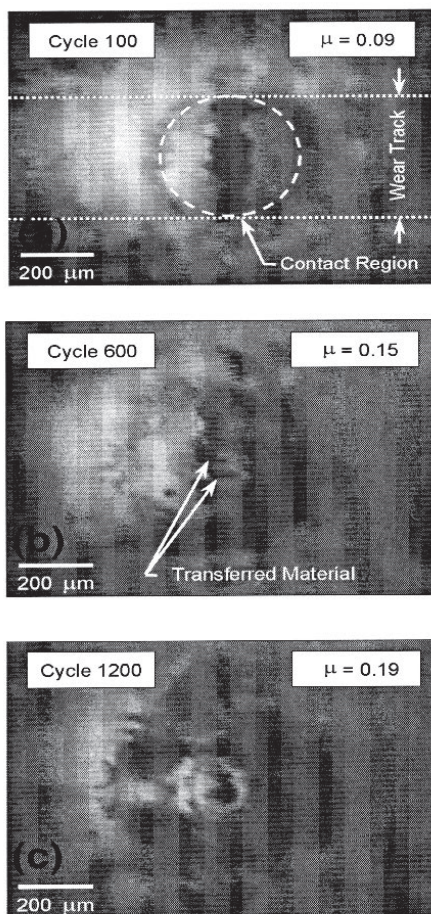 Cycle 100
μ = 0.09
Wear Track
Contact Region
200 μm
Cycle 600
μ = 0.15
(b)
Transferred Material
200 μm
Cycle 1200
μ = 0.19
(c)
200 μm